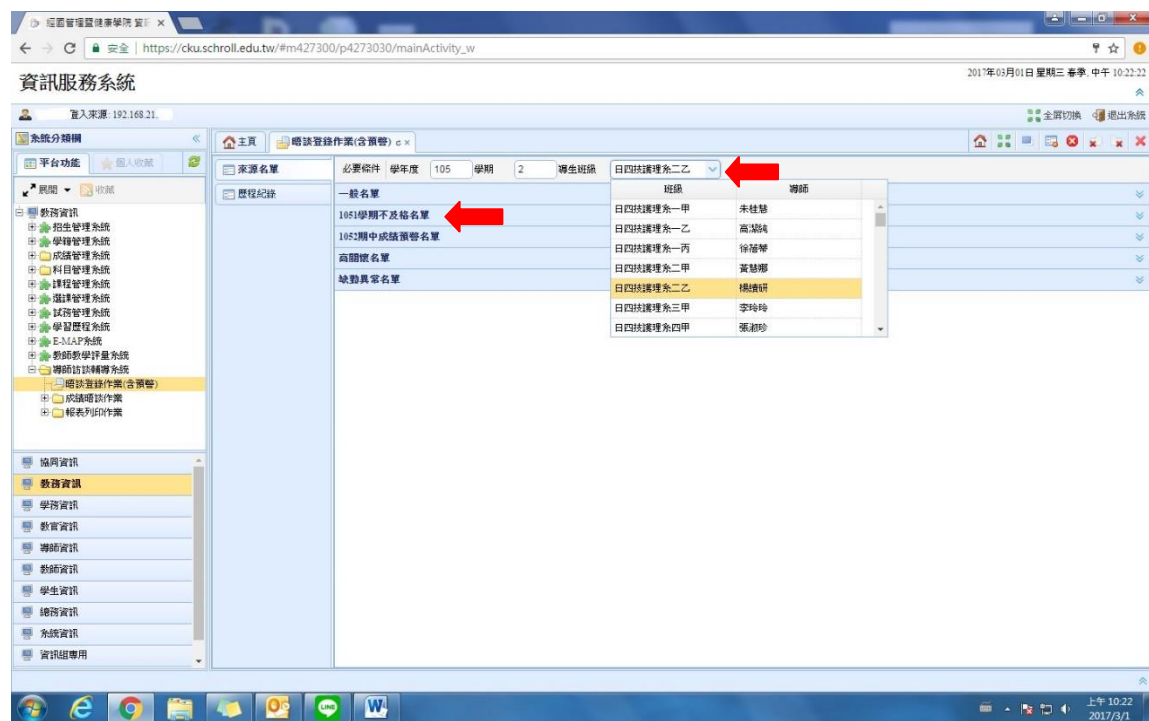 經國管理暨健康學院 資訊
安全 | https://cku.schroll.edu.tw/#m427300/p4273030/mainActivity_w
資訊服務系統
2017年03月01日 星期三 春季, 中午 10:22:22
登入來源: 192.168.21.
全屏切換 退出系統
系統分類欄
主頁 晤談登錄作業(含預警)
平台功能 個人收藏
來源名單
必要條件 學年度 105 學期 2 導生班級 日四技護理系二乙
展開 收縮
歷程紀錄
一般名單
班級 導師
教務資訊
招生管理系統
學籍管理系統
成績管理系統
科目管理系統
課程管理系統
選課管理系統
試務管理系統
學習歷程系統
E-MAP系統
教師教學評量系統
導師訪談輔導系統
晤談登錄作業(含預警)
成績晤談作業
報表列印作業
1051學期不及格名單
1052期中成績預警名單
高關懷名單
缺勤異常名單
日四技護理系一甲 朱桂慧
日四技護理系一乙 高潔純
日四技護理系一丙
日四技護理系二甲 黃慧娜
日四技護理系二乙
日四技護理系三甲 李玲玲
日四技護理系四甲 張淑珍
協同資訊
教務資訊
學務資訊
教官資訊
導師資訊
教師資訊
學生資訊
總務資訊
系統資訊
資訊組專用
LINE
上午 10:22
2017/3/1